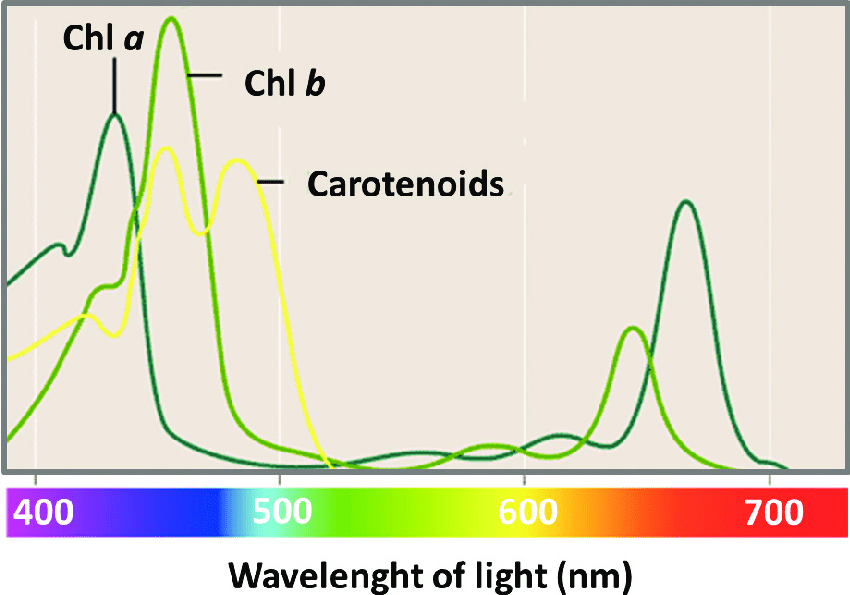 Chl a
Chl b
Carotenoids
400 500 600 700
Wavelenght of light (nm)